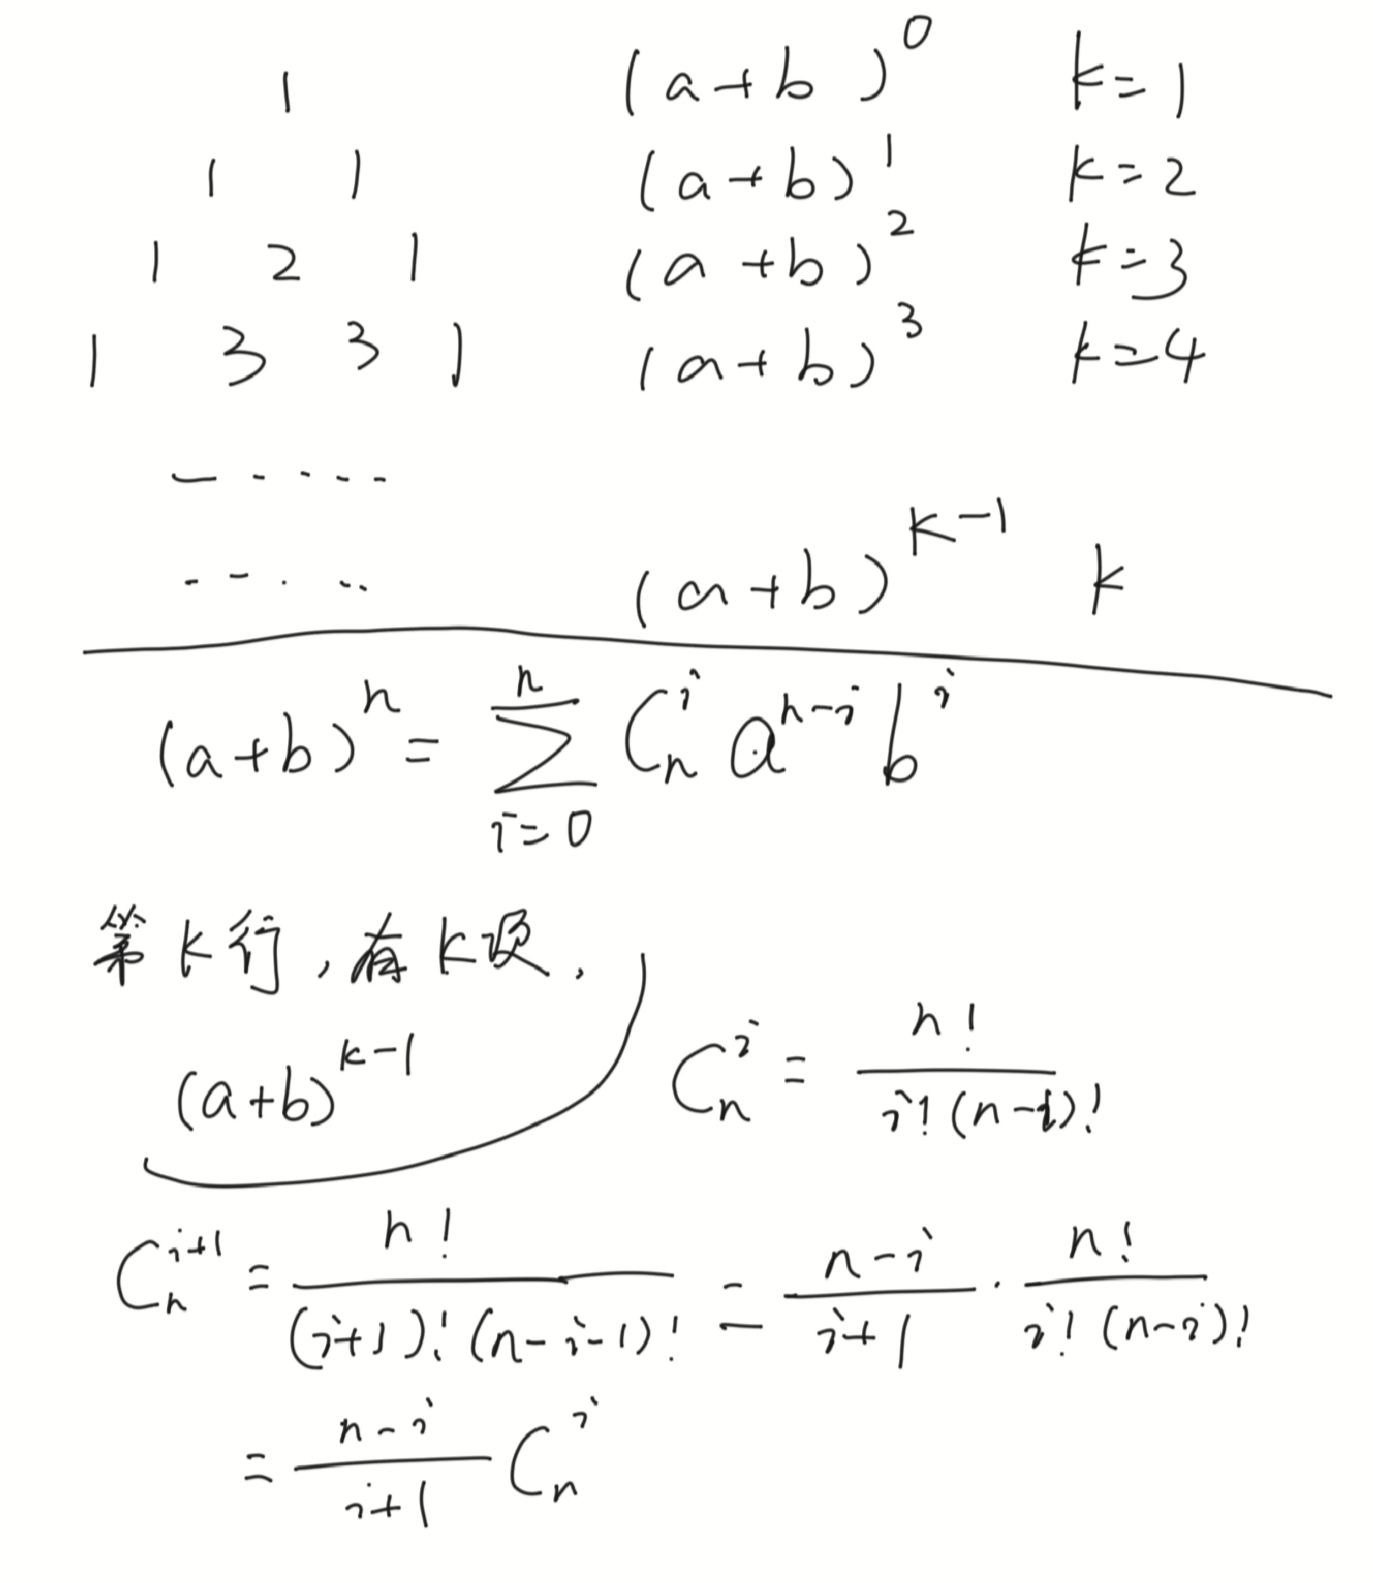 1 (a+b)^0 k=1
1 1 (a+b)^1 k=2
1 2 1 (a+b)^2 k=3
1 3 3 1 (a+b)^3 k=4
-·····
--···· (a+b)^{k-1} k
(a+b)^n = \sum_{i=0}^{n} C_n^i a^{n-i} b^i
第k行,有k项.
(a+b)^{k-1}
C_n^i = \frac{n!}{i!(n-i)!}
C_n^{i+1} = \frac{n!}{(i+1)!(n-i-1)!} = \frac{n-i}{i+1} · \frac{n!}{i!(n-i)!}
= \frac{n-i}{i+1} C_n^i